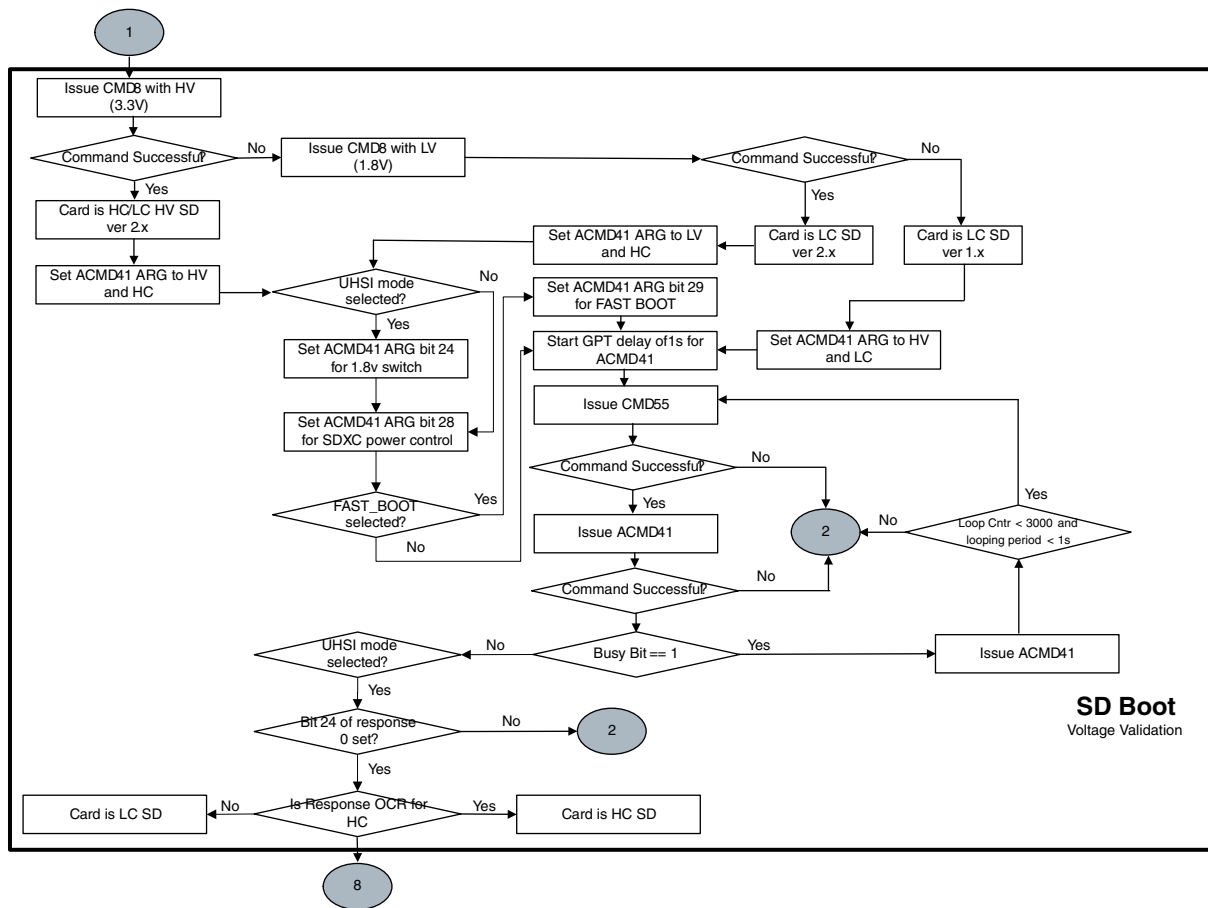 1
Issue CMD8 with HV
(3.3V)
Command Successful?
No
Issue CMD8 with LV
(1.8V)
Command Successful?
No
Yes
Yes
Card is HC/LC HV SD
ver 2.x
Set ACMD41 ARG to LV
and HC
Card is LC SD
ver 2.x
Card is LC SD
ver 1.x
Set ACMD41 ARG to HV
and HC
UHSI mode
selected?
No
Set ACMD41 ARG bit 29
for FAST BOOT
Yes
Set ACMD41 ARG bit 24
for 1.8v switch
Start GPT delay of1s for
ACMD41
Set ACMD41 ARG to HV
and LC
Issue CMD55
Set ACMD41 ARG bit 28
for SDXC power control
Command Successful?
No
Yes
FAST_BOOT
selected?
Yes
No
Yes
Issue ACMD41
2
No
Loop Cntr < 3000 and
looping period < 1s
Command Successful?
No
UHSI mode
selected?
No
Busy Bit == 1
Yes
Issue ACMD41
Yes
Bit 24 of response
0 set?
No
2
SD Boot
Voltage Validation
Yes
Card is LC SD
No
Is Response OCR for
HC
Yes
Card is HC SD
8